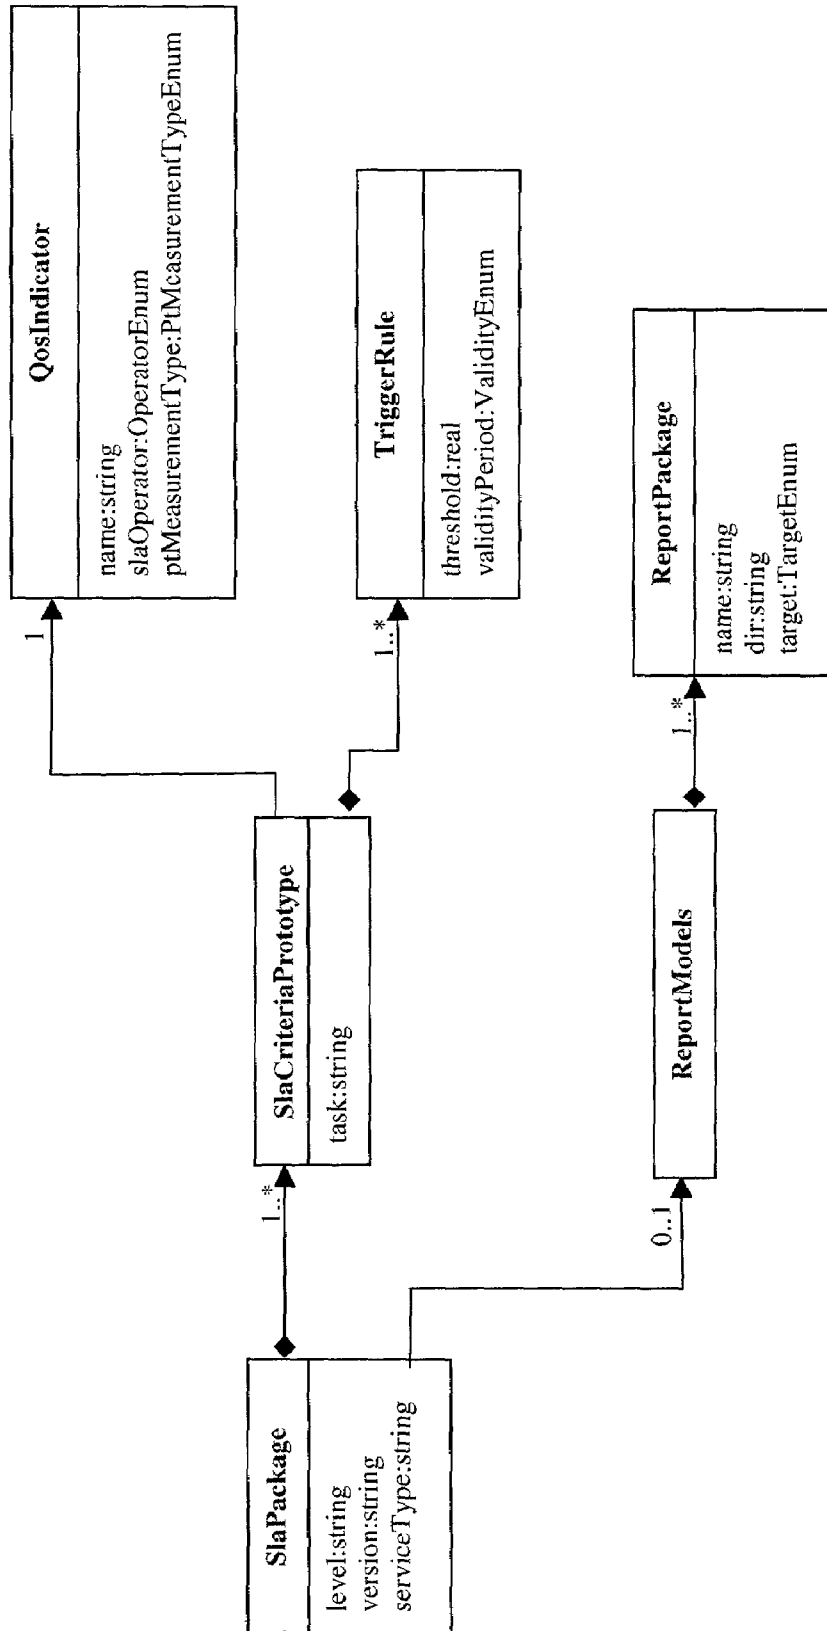 SlaPackage
level:string
version:string
serviceType:string
1..*
0..1
SlaCriteriaPrototype
task:string
ReportModels
1
1..*
1..*
QosIndicator
name:string
slaOperator:OperatorEnum
ptMeasurementType:PtMeasurementTypeEnum
TriggerRule
threshold:real
validityPeriod:ValidityEnum
ReportPackage
name:string
dir:string
target:TargetEnum